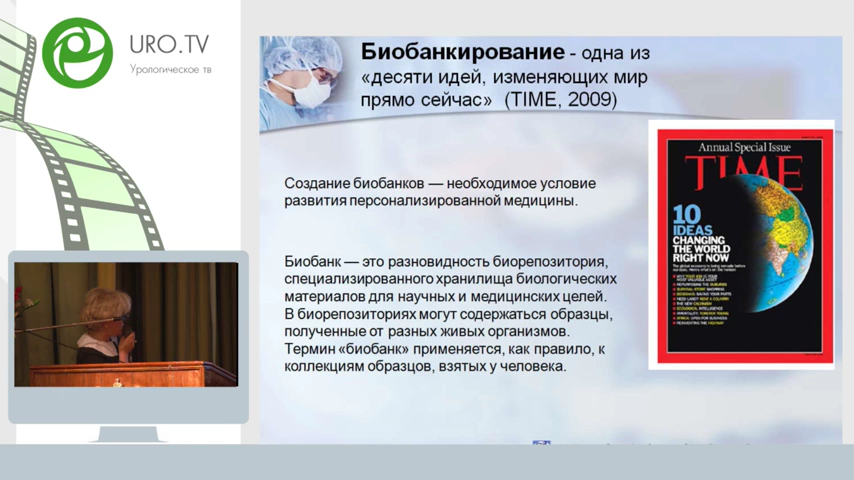 URO.TV
Урологическое тв
Биобанкирование - одна из
«десяти идей, изменяющих мир
прямо сейчас» (TIME, 2009)
Создание биобанков — необходимое условие
развития персонализированной медицины.
Биобанк — это разновидность биорепозитория,
специализированного хранилища биологических
материалов для научных и медицинских целей.
В биорепозиториях могут содержаться образцы,
полученные от разных живых организмов.
Термин «биобанк» применяется, как правило, к
коллекциям образцов, взятых у человека.
Annual Special Issue
TIME
10
IDEAS
CHANGING
THE WORLD
RIGHT NOW